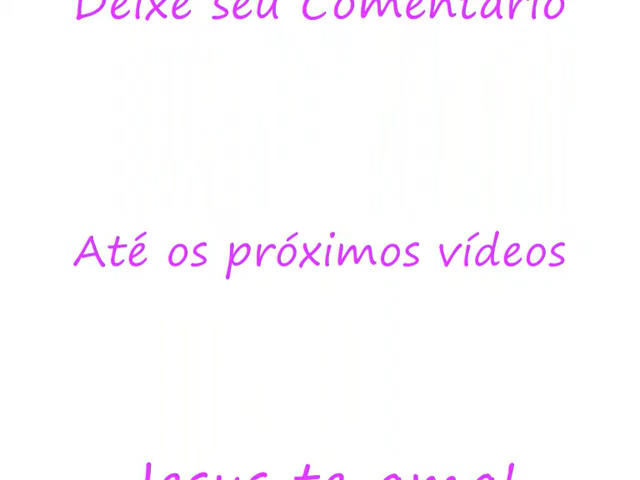 Deixe seu Comentário
Até os próximos vídeos
Jesus te ama!